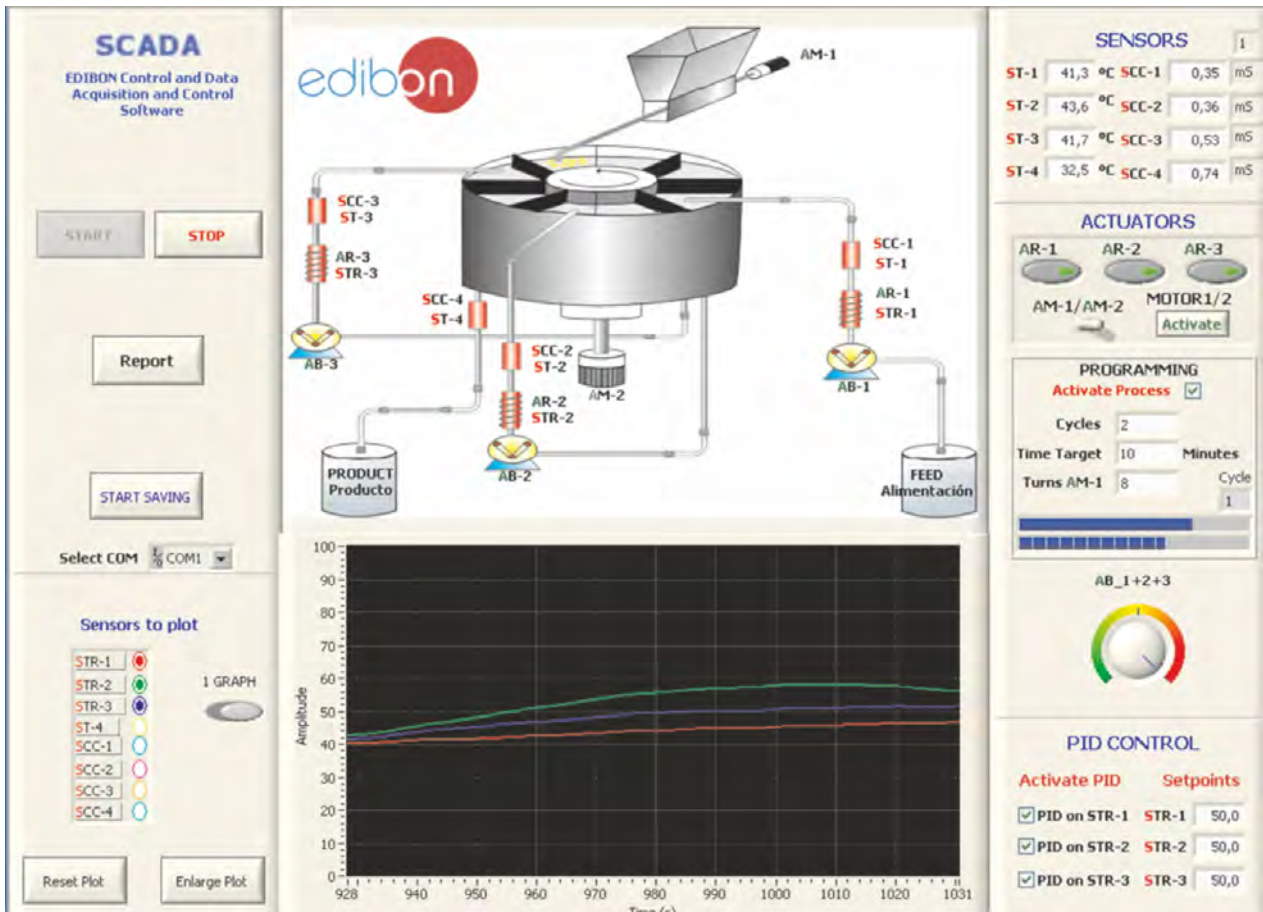 SCADA
EDIBON Control and Data
Acquisition and Control
Software
START
STOP
Report
START SAVING
Select COM
COM1
Sensors to plot
STR-1
STR-2
STR-3
ST-4
SCC-1
SCC-2
SCC-3
SCC-4
1 GRAPH
Reset Plot
Enlarge Plot
edibon
AM-1
SCC-3
ST-3
AR-3
STR-3
AB-3
SCC-4
ST-4
SCC-2
ST-2
AR-2
STR-2
AB-2
AM-2
SCC-1
ST-1
AR-1
STR-1
AB-1
PRODUCT
Producto
FEED
Alimentación
Amplitude
100
90
80
70
60
50
40
30
20
10
0
928
940
950
960
970
980
990
1000
1010
1020
1031
Time (s)
SENSORS
1
ST-1 41,3 ºC SCC-1 0,35 mS
ST-2 43,6 ºC SCC-2 0,36 mS
ST-3 41,7 ºC SCC-3 0,53 mS
ST-4 32,5 ºC SCC-4 0,74 mS
ACTUATORS
AR-1 AR-2 AR-3
AM-1/AM-2
MOTOR1/2
Activate
PROGRAMMING
Activate Process
Cycles 2
Time Target 10 Minutes
Turns AM-1 8
Cycle
1
AB_1+2+3
PID CONTROL
Activate PID Setpoints
PID on STR-1 STR-1 50,0
PID on STR-2 STR-2 50,0
PID on STR-3 STR-3 50,0